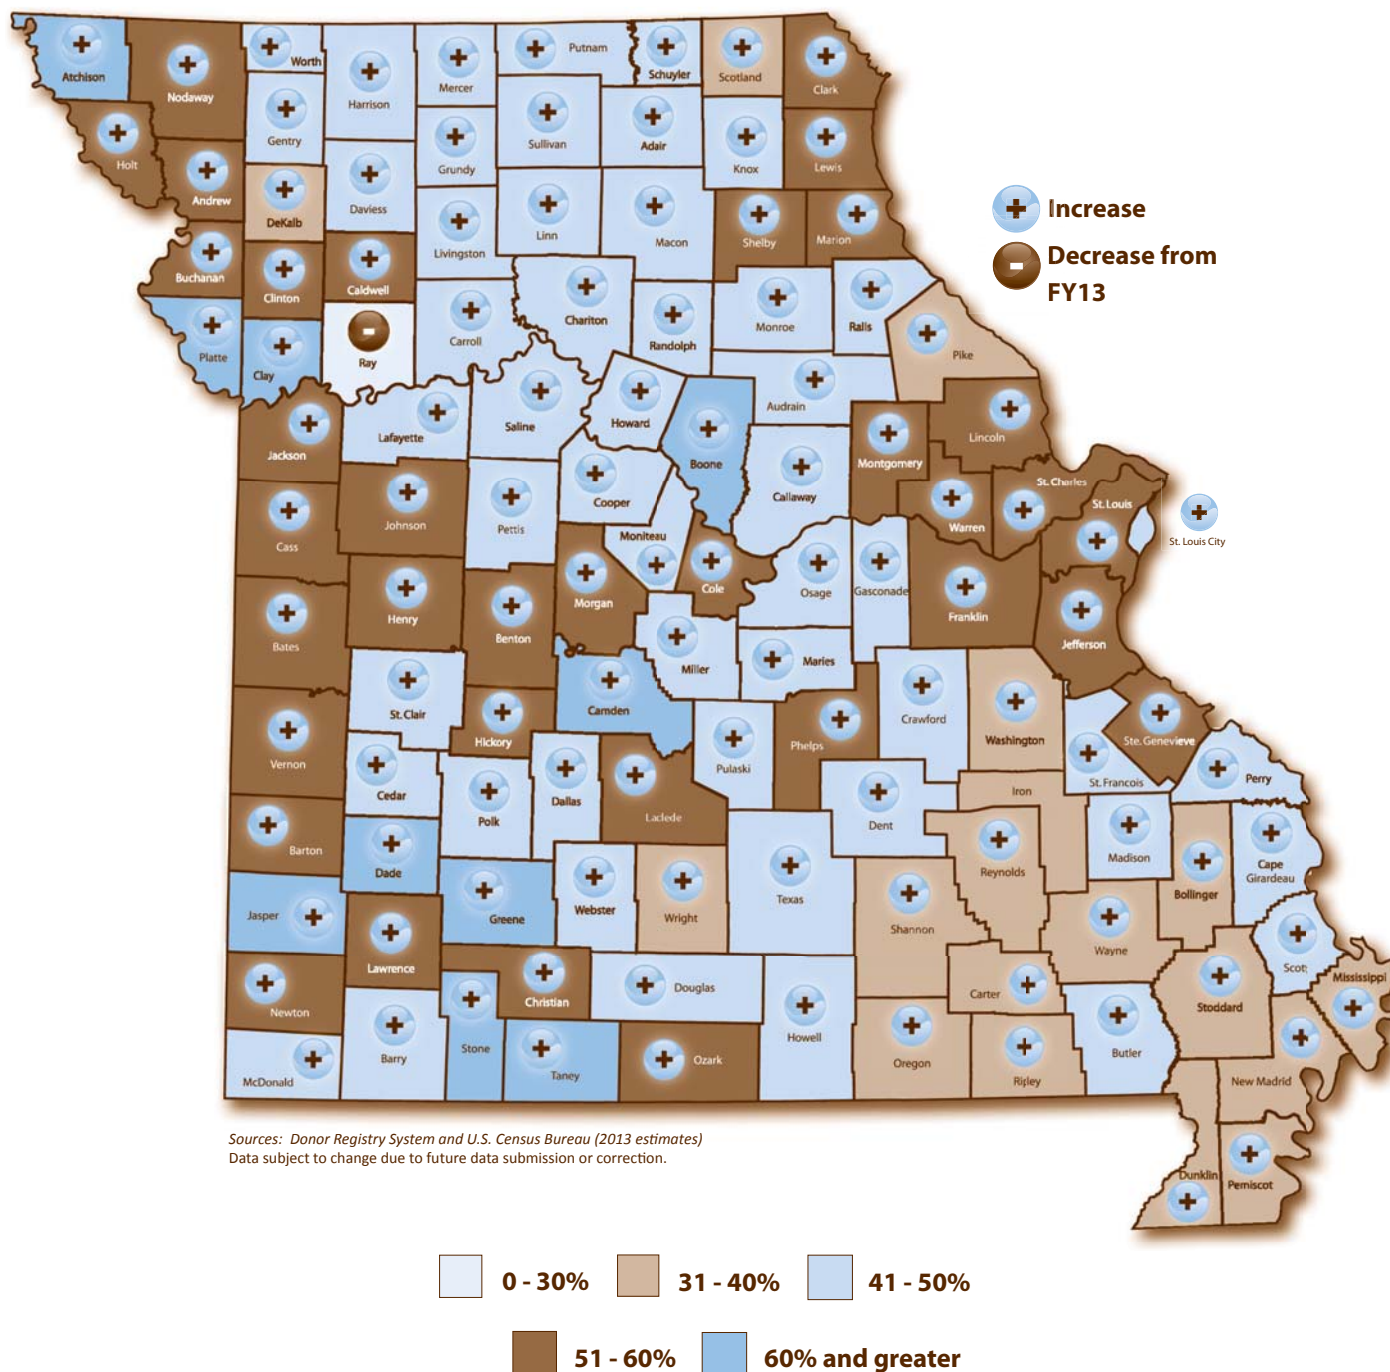 Atchison
Nodaway
Worth
Harrison
Mercer
Putnam
Schuyler
Scotland
Clark
Holt
Andrew
Gentry
DeKalb
Daviess
Grundy
Sullivan
Adair
Knox
Lewis
Buchanan
Clinton
Caldwell
Livingston
Linn
Macon
Shelby
Marion
Increase
Decrease from
FY13
Platte
Clay
Ray
Carroll
Chariton
Randolph
Monroe
Ralls
Pike
Jackson
Lafayette
Saline
Howard
Boone
Audrain
Callaway
Montgomery
Lincoln
Warren
St. Charles
St. Louis
St. Louis City
Cass
Johnson
Pettis
Cooper
Moniteau
Morgan
Cole
Osage
Gasconade
Franklin
Jefferson
Bates
Henry
Benton
Miller
Maries
Camden
St. Clair
Hickory
Vernon
Cedar
Polk
Dallas
Laclede
Pulaski
Phelps
Crawford
Washington
St. Francois
Ste. Genevieve
Perry
Iron
Dent
Reynolds
Madison
Bollinger
Cape
Girardeau
Barton
Dade
Jasper
Greene
Webster
Wright
Texas
Shannon
Wayne
Scott
Mississippi
Lawrence
Newton
Christian
Douglas
Howell
Carter
Stoddard
McDonald
Barry
Stone
Taney
Ozark
Oregon
Ripley
Butler
New Madrid
Dunklin
Pemiscot
Sources: Donor Registry System and U.S. Census Bureau (2013 estimates)
Data subject to change due to future data submission or correction.
0 - 30%
31 - 40%
41 - 50%
51 - 60%
60% and greater